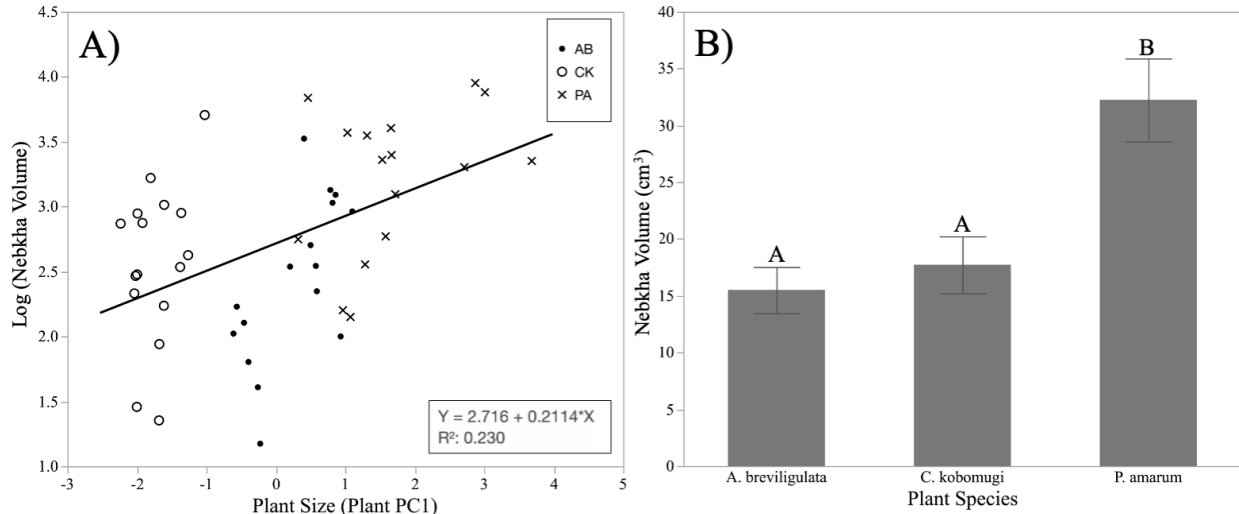 A)
4.5
4.0
3.5
3.0
2.5
2.0
1.5
1.0
Log (Nebkha Volume)
AB
CK
PA
Y = 2.716 + 0.2114*X
R²: 0.230
-3
-2
-1
0
1
2
3
4
5
Plant Size (Plant PC1)
B)
40
35
30
25
20
15
10
5
0
Nebkha Volume (cm³)
A
A
B
A. breviligulata
C. kobomugi
P. amarum
Plant Species